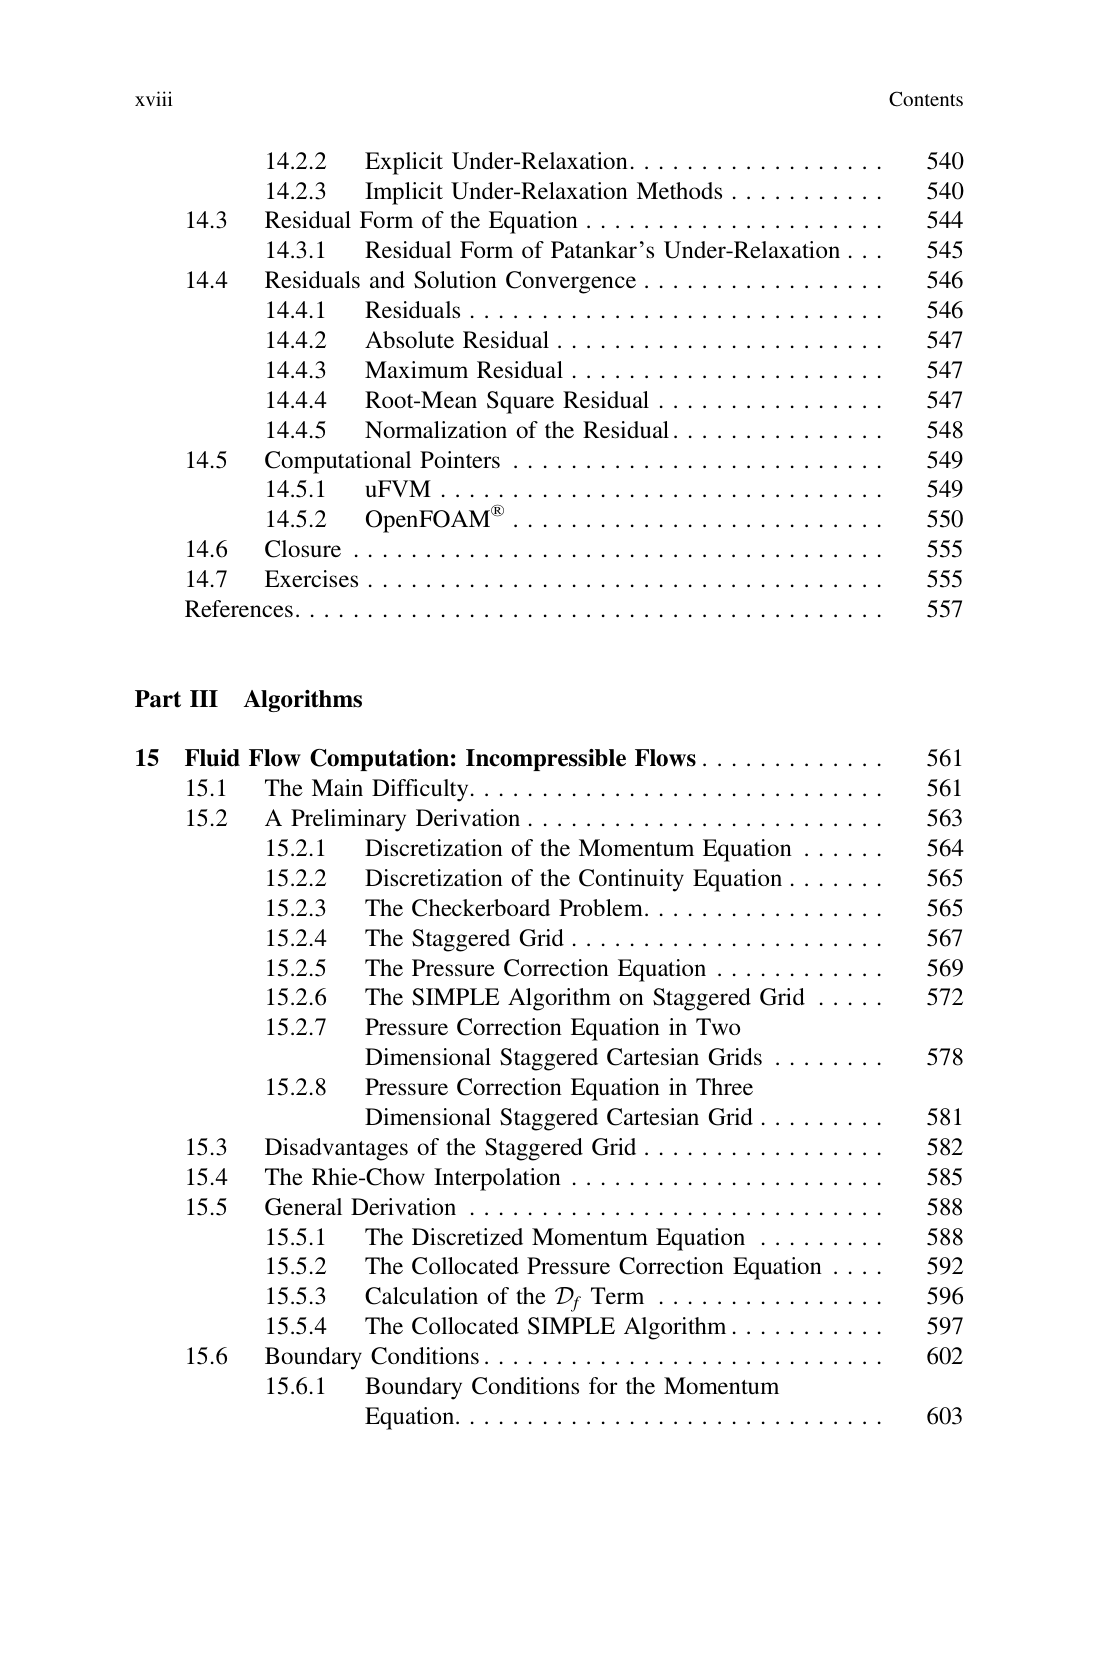 xviii Contents
14.2.2 Explicit Under-Relaxation. . . . . . . . . . . . . . . . . . 540
14.2.3 Implicit Under-Relaxation Methods . . . . . . . . . . . 540
14.3 Residual Form of the Equation . . . . . . . . . . . . . . . . . . . . . 544
14.3.1 Residual Form of Patankar's Under-Relaxation . . . 545
14.4 Residuals and Solution Convergence . . . . . . . . . . . . . . . . . 546
14.4.1 Residuals . . . . . . . . . . . . . . . . . . . . . . . . . . . . . 546
14.4.2 Absolute Residual . . . . . . . . . . . . . . . . . . . . . . . 547
14.4.3 Maximum Residual . . . . . . . . . . . . . . . . . . . . . . 547
14.4.4 Root-Mean Square Residual . . . . . . . . . . . . . . . . 547
14.4.5 Normalization of the Residual. . . . . . . . . . . . . . . 548
14.5 Computational Pointers . . . . . . . . . . . . . . . . . . . . . . . . . . 549
14.5.1 uFVM . . . . . . . . . . . . . . . . . . . . . . . . . . . . . . . 549
14.5.2 OpenFOAM® . . . . . . . . . . . . . . . . . . . . . . . . . . 550
14.6 Closure . . . . . . . . . . . . . . . . . . . . . . . . . . . . . . . . . . . . . 555
14.7 Exercises . . . . . . . . . . . . . . . . . . . . . . . . . . . . . . . . . . . . 555
References. . . . . . . . . . . . . . . . . . . . . . . . . . . . . . . . . . . . . . . . . 557
Part III Algorithms
15 Fluid Flow Computation: Incompressible Flows . . . . . . . . . . . . . 561
15.1 The Main Difficulty. . . . . . . . . . . . . . . . . . . . . . . . . . . . . 561
15.2 A Preliminary Derivation . . . . . . . . . . . . . . . . . . . . . . . . . 563
15.2.1 Discretization of the Momentum Equation . . . . . . 564
15.2.2 Discretization of the Continuity Equation . . . . . . . 565
15.2.3 The Checkerboard Problem. . . . . . . . . . . . . . . . . 565
15.2.4 The Staggered Grid . . . . . . . . . . . . . . . . . . . . . . 567
15.2.5 The Pressure Correction Equation . . . . . . . . . . . . 569
15.2.6 The SIMPLE Algorithm on Staggered Grid . . . . . 572
15.2.7 Pressure Correction Equation in Two
Dimensional Staggered Cartesian Grids . . . . . . . . 578
15.2.8 Pressure Correction Equation in Three
Dimensional Staggered Cartesian Grid . . . . . . . . . 581
15.3 Disadvantages of the Staggered Grid . . . . . . . . . . . . . . . . . 582
15.4 The Rhie-Chow Interpolation . . . . . . . . . . . . . . . . . . . . . . 585
15.5 General Derivation . . . . . . . . . . . . . . . . . . . . . . . . . . . . . 588
15.5.1 The Discretized Momentum Equation . . . . . . . . . 588
15.5.2 The Collocated Pressure Correction Equation . . . . 592
15.5.3 Calculation of the 𝒟f Term . . . . . . . . . . . . . . . . 596
15.5.4 The Collocated SIMPLE Algorithm . . . . . . . . . . . 597
15.6 Boundary Conditions . . . . . . . . . . . . . . . . . . . . . . . . . . . . 602
15.6.1 Boundary Conditions for the Momentum
Equation. . . . . . . . . . . . . . . . . . . . . . . . . . . . . . 603